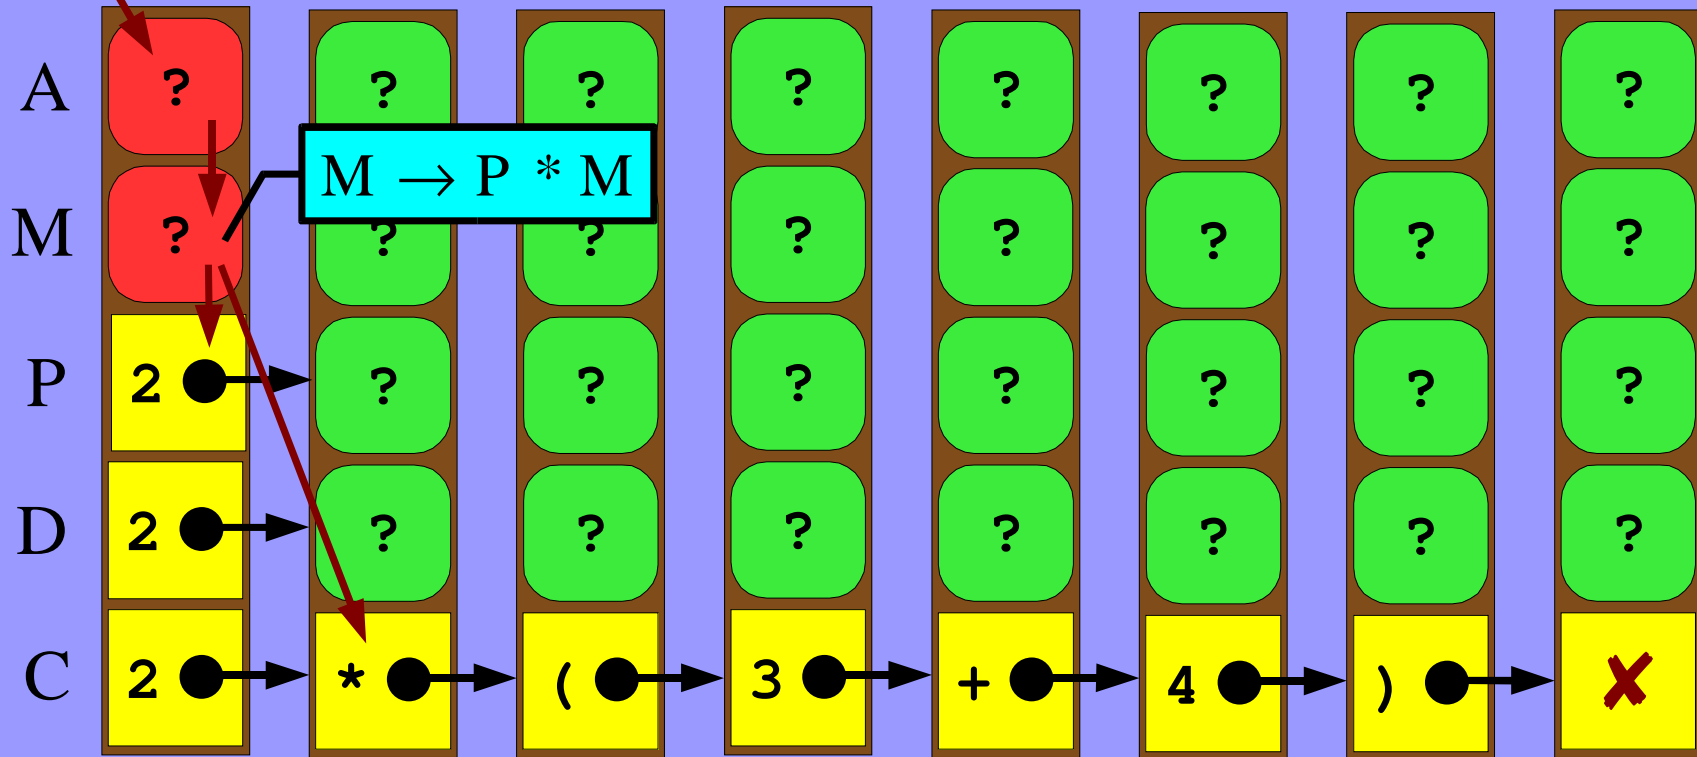 A ? ? ? ? ? ? ? ?
M → P * M
M ? ? ? ? ? ? ? ?
P 2 ? ? ? ? ? ? ?
D 2 ? ? ? ? ? ? ?
C 2 * ( 3 + 4 ) ✘